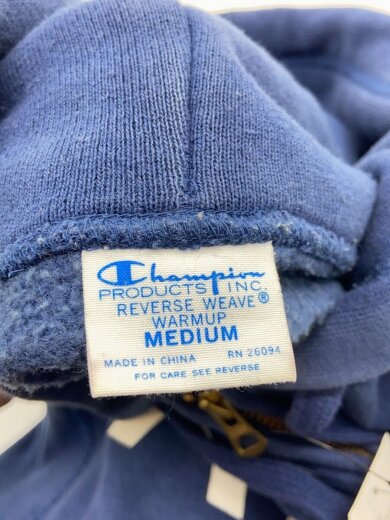 Champion
PRODUCTS INC.
REVERSE WEAVE®
WARMUP
MEDIUM
MADE IN CHINA RN 26094
FOR CARE SEE REVERSE